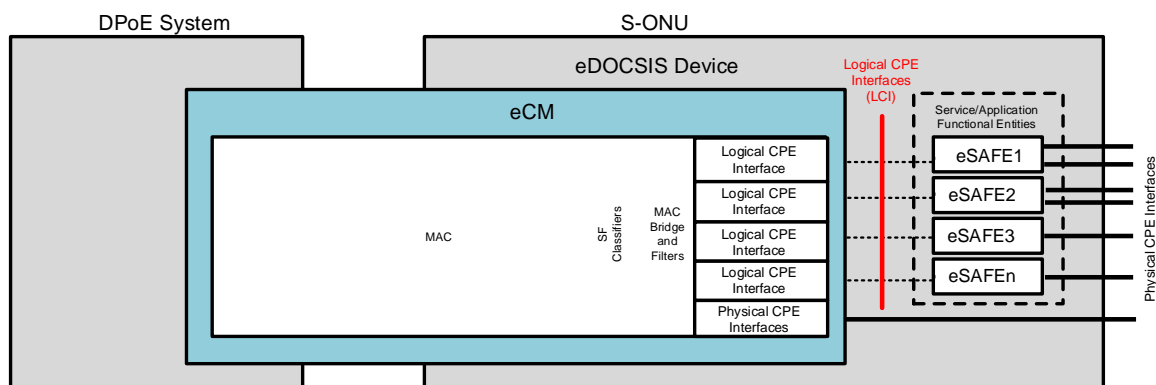 DPoE System
S-ONU
eDOCSIS Device
Logical CPE
Interfaces
(LCI)
eCM
Service/Application
Functional Entities
Logical CPE
Interface
eSAFE1
Logical CPE
Interface
eSAFE2
MAC
SF
Classifiers
MAC
Bridge
and
Filters
Logical CPE
Interface
eSAFE3
Logical CPE
Interface
eSAFEn
Physical CPE
Interfaces
Physical CPE Interfaces